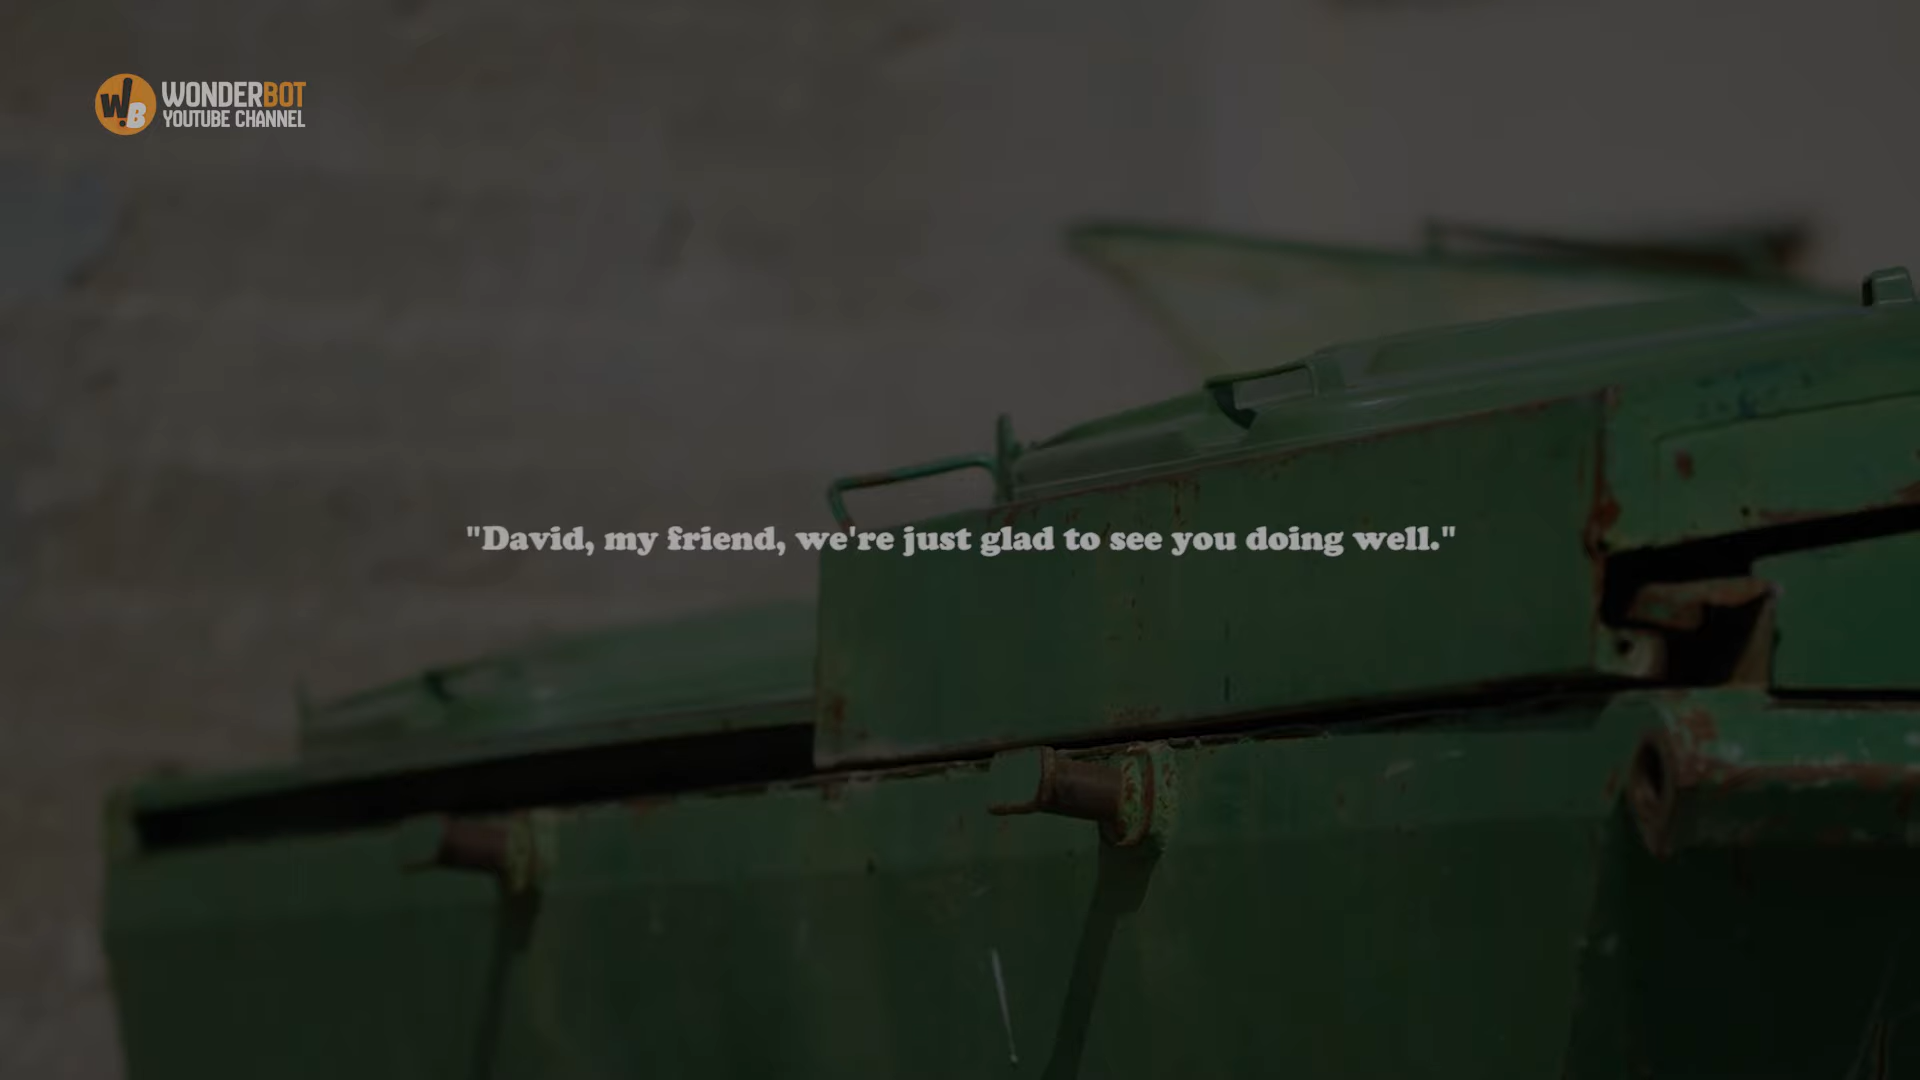 W!B
WONDERBOT
YOUTUBE CHANNEL
"David, my friend, we're just glad to see you doing well."